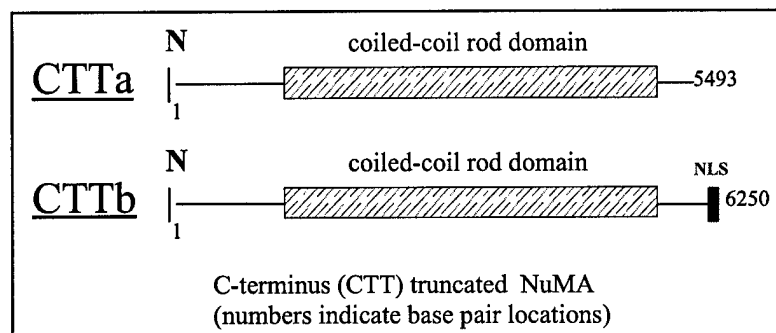 N coiled-coil rod domain
CTTa 1 5493
N coiled-coil rod domain NLS
CTTb 1 6250
C-terminus (CTT) truncated NuMA
(numbers indicate base pair locations)